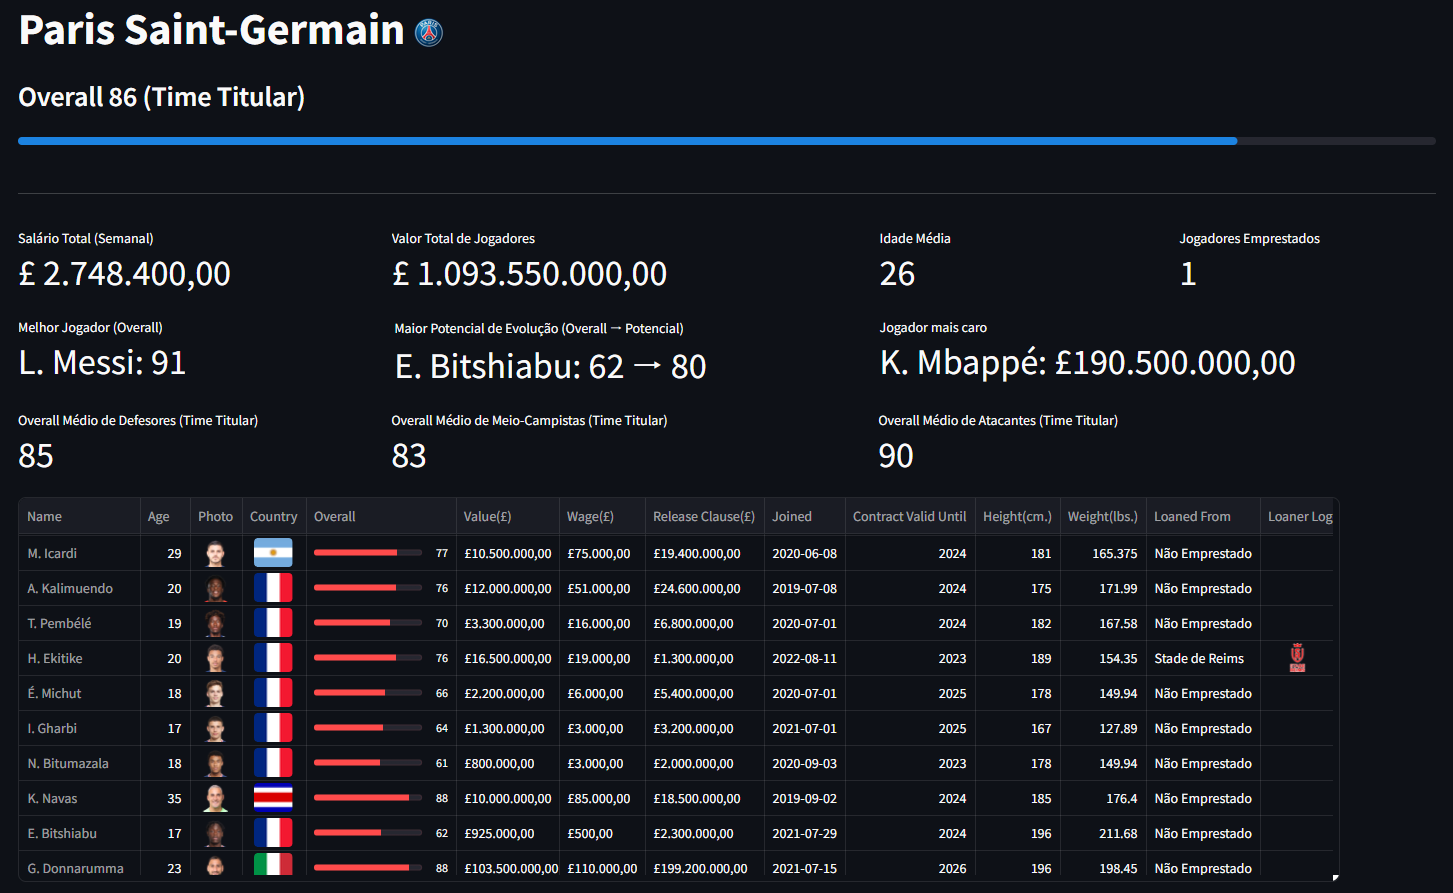 Paris Saint-Germain
Overall 86 (Time Titular)
Salário Total (Semanal) Valor Total de Jogadores Idade Média Jogadores Emprestados
£ 2.748.400,00 £ 1.093.550.000,00 26 1
Melhor Jogador (Overall) Maior Potencial de Evolução (Overall → Potencial) Jogador mais caro
L. Messi: 91 E. Bitshiabu: 62 → 80 K. Mbappé: £190.500.000,00
Overall Médio de Defesores (Time Titular) Overall Médio de Meio-Campistas (Time Titular) Overall Médio de Atacantes (Time Titular)
85 83 90
Name Age Photo Country Overall Value(£) Wage(£) Release Clause(£) Joined Contract Valid Until Height(cm.) Weight(lbs.) Loaned From Loaner Log
M. Icardi 29 77 £10.500.000,00 £75.000,00 £19.400.000,00 2020-06-08 2024 181 165.375 Não Emprestado
A. Kalimuendo 20 76 £12.000.000,00 £51.000,00 £24.600.000,00 2019-07-08 2024 175 171.99 Não Emprestado
T. Pembélé 19 70 £3.300.000,00 £16.000,00 £6.800.000,00 2020-07-01 2024 182 167.58 Não Emprestado
H. Ekitike 20 76 £16.500.000,00 £19.000,00 £1.300.000,00 2022-08-11 2023 189 154.35 Stade de Reims
É. Michut 18 66 £2.200.000,00 £6.000,00 £5.400.000,00 2020-07-01 2025 178 149.94 Não Emprestado
I. Gharbi 17 64 £1.300.000,00 £3.000,00 £3.200.000,00 2021-07-01 2025 167 127.89 Não Emprestado
N. Bitumazala 18 61 £800.000,00 £3.000,00 £2.000.000,00 2020-09-03 2023 178 149.94 Não Emprestado
K. Navas 35 88 £10.000.000,00 £85.000,00 £18.500.000,00 2019-09-02 2024 185 176.4 Não Emprestado
E. Bitshiabu 17 62 £925.000,00 £500,00 £2.300.000,00 2021-07-29 2024 196 211.68 Não Emprestado
G. Donnarumma 23 88 £103.500.000,00 £110.000,00 £199.200.000,00 2021-07-15 2026 196 198.45 Não Emprestado